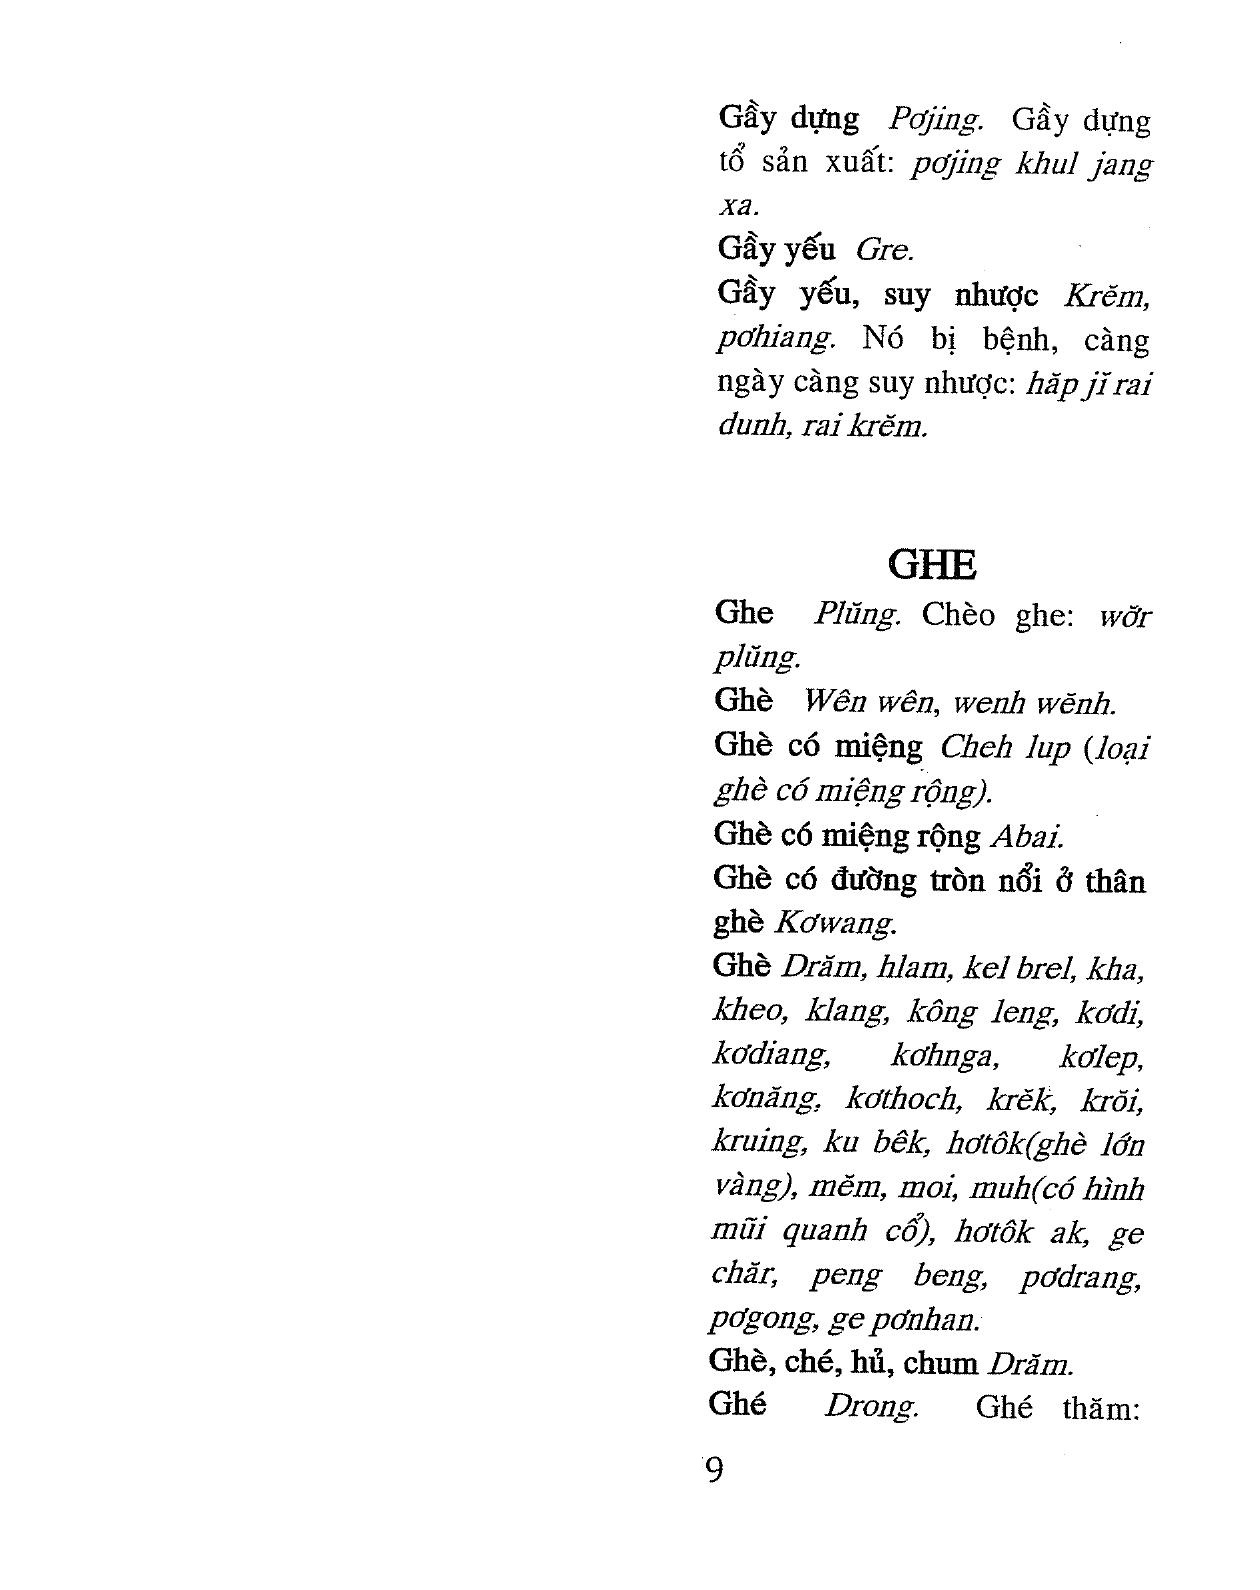 Gầy dựng Pơjing. Gầy dựng
tổ sản xuất: pơjing khul jang
xa.
Gầy yếu Gre.
Gầy yếu, suy nhược Krĕm,
pơhiang. Nó bị bệnh, càng
ngày càng suy nhược: hăp jĭ rai
dunh, rai krĕm.
GHE
Ghe Plŭng. Chèo ghe: wơ̆r
plŭng.
Ghè Wên wên, wenh wĕnh.
Ghè có miệng Cheh lup (loại
ghè có miệng rộng).
Ghè có miệng rộng Abai.
Ghè có đường tròn nổi ở thân
ghè Kơwang.
Ghè Drăm, hlam, kel brel, kha,
kheo, klang, kông leng, kơdi,
kơdiang, kơhnga, kơlep,
kơnăng, kơthoch, krĕk, krŏi,
kruing, ku bêk, hơtôk(ghè lớn
vàng), mĕm, moi, muh(có hình
mũi quanh cổ), hơtôk ak, ge
chăr, peng beng, pơdrang,
pơgong, ge pơnhan.
Ghè, ché, hủ, chum Drăm.
Ghé Drong. Ghé thăm:
9